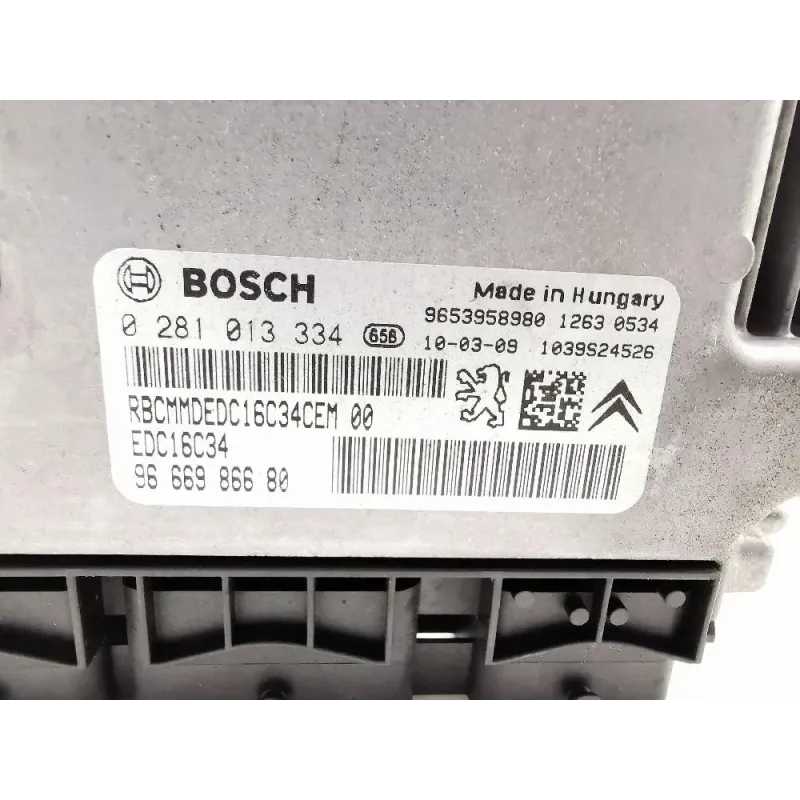 BOSCH
Made in Hungary
9653958980 1263 0534
0 281 013 334 65B 10-03-09 1039S24526
RBCMMDEDC16C34CEM 00
EDC16C34
96 669 866 80